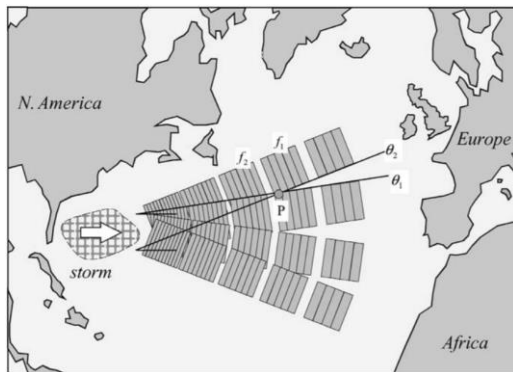 N. America
f₁
f₂
θ₂
Europe
θ₁
P
storm
Africa